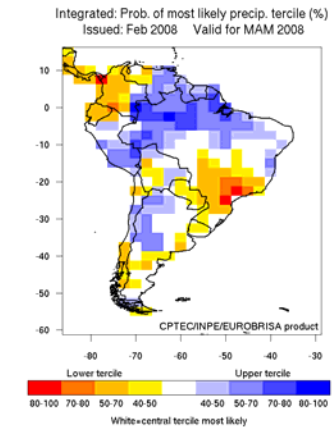 Integrated: Prob. of most likely precip. tercile (%)
Issued: Feb 2008 Valid for MAM 2008
10
0
-10
-20
-30
-40
-50
-60
CPTEC/INPE/EUROBRISA product
-80 -70 -60 -50 -40 -30
Lower tercile Upper tercile
80-100 70-80 50-70 40-50 40-50 50-70 70-80 80-100
White=central tercile most likely